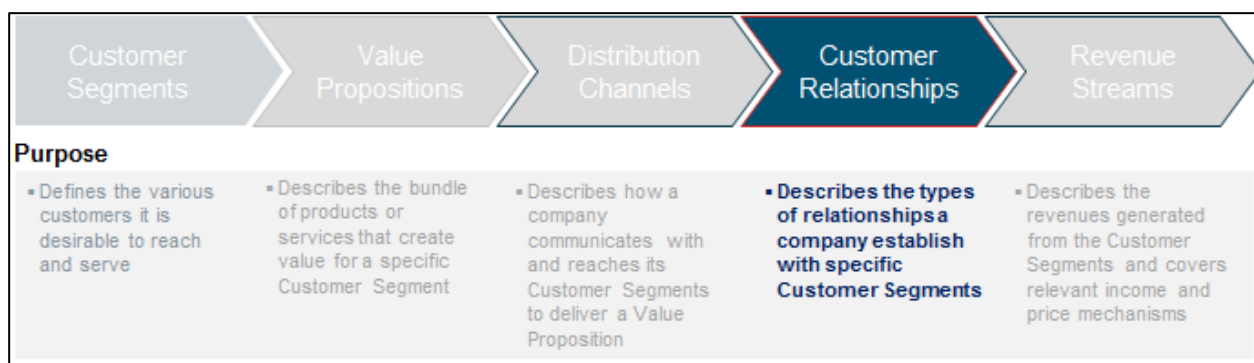 Customer
Segments
Value
Propositions
Distribution
Channels
Customer
Relationships
Revenue
Streams
Purpose
▪ Defines the various
customers it is
desirable to reach
and serve
▪ Describes the bundle
of products or
services that create
value for a specific
Customer Segment
▪ Describes how a
company
communicates with
and reaches its
Customer Segments
to deliver a Value
Proposition
▪ Describes the types
of relationships a
company establish
with specific
Customer Segments
▪ Describes the
revenues generated
from the Customer
Segments and covers
relevant income and
price mechanisms